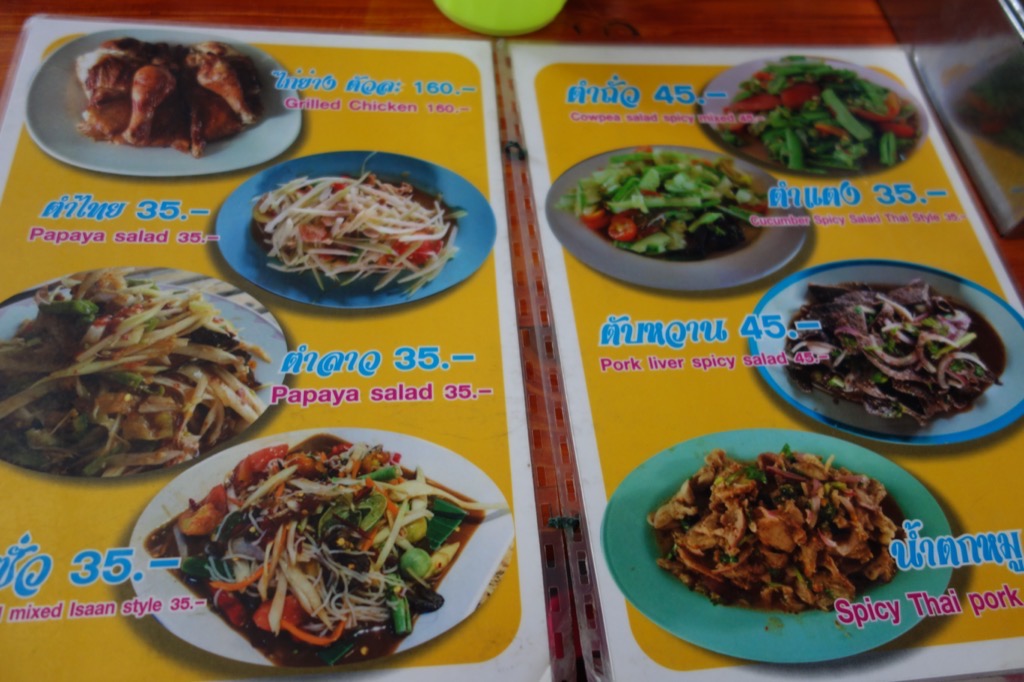 ไก่ย่าง ตัวละ 160.-
Grilled Chicken 160.-
ตำไทย 35.-
Papaya salad 35.-
ตำลาว 35.-
Papaya salad 35.-
ซั่ว 35.-
mixed Isaan style 35.-
ตำถั่ว 45.-
Cowpea salad spicy mixed 45.-
ตำแตง 35.-
Cucumber Spicy Salad Thai Style 35.-
ตับหวาน 45.-
Pork liver spicy salad 45.-
น้ำตกหมู
Spicy Thai pork